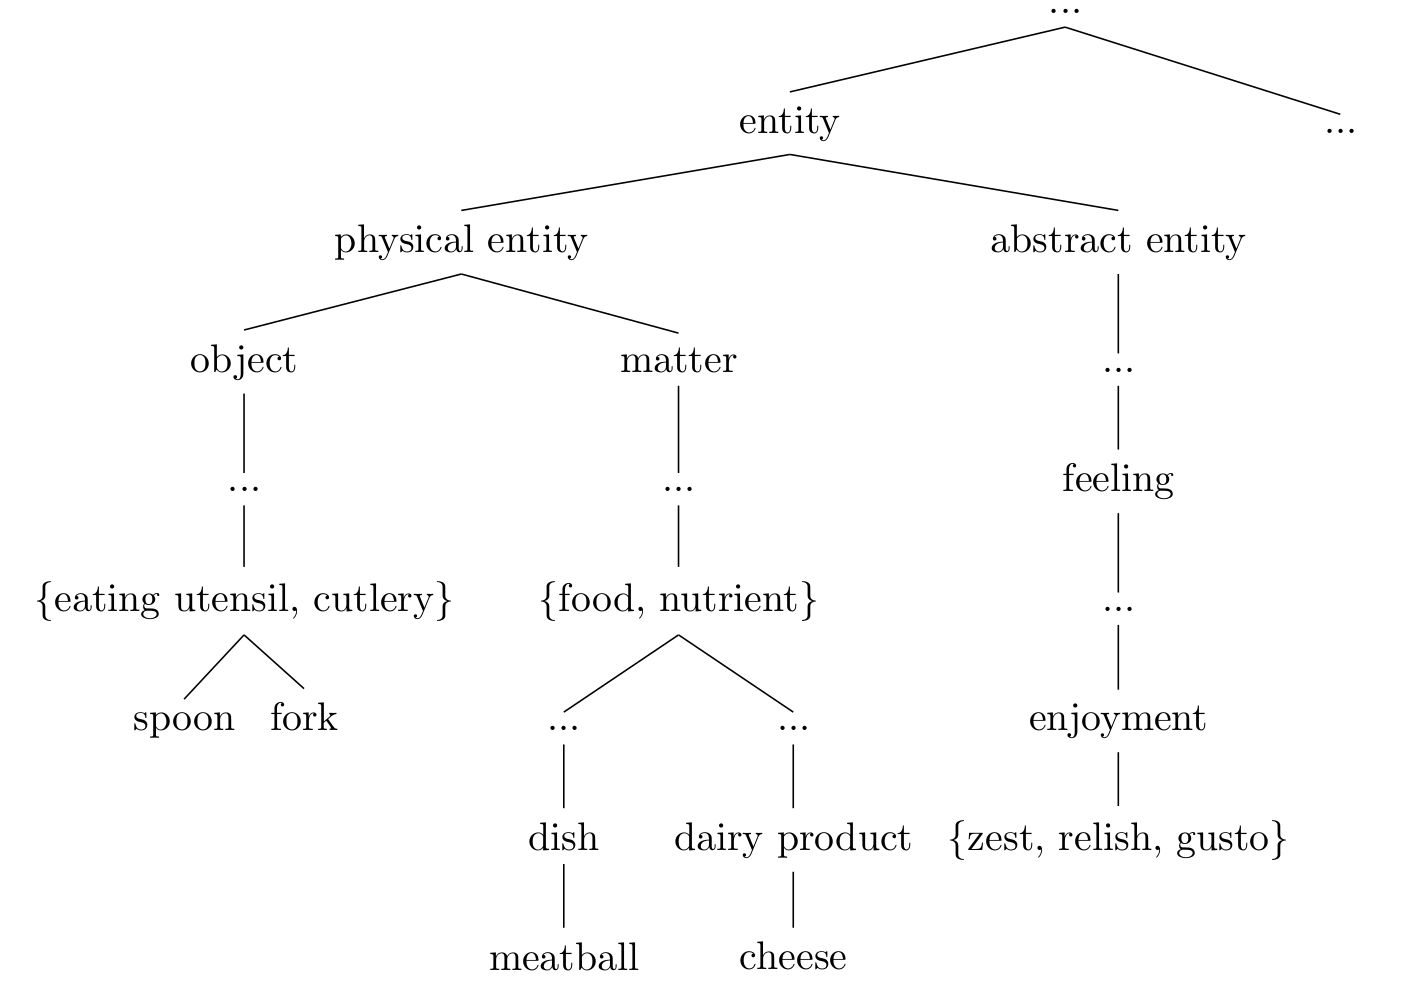 ...
entity
...
physical entity
abstract entity
object
matter
...
...
...
feeling
{eating utensil, cutlery}
{food, nutrient}
...
spoon
fork
...
...
enjoyment
dish
dairy product
{zest, relish, gusto}
meatball
cheese